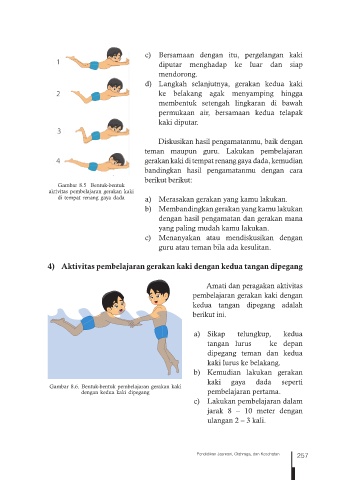 c) Bersamaan dengan itu, pergelangan kaki
diputar menghadap ke luar dan siap
mendorong.
d) Langkah selanjutnya, gerakan kedua kaki
ke belakang agak menyamping hingga
membentuk setengah lingkaran di bawah
permukaan air, bersamaan kedua telapak
kaki diputar.
1
2
3
4
Gambar 8.5 Bentuk-bentuk
aktivitas pembelajaran gerakan kaki
di tempat renang gaya dada
Diskusikan hasil pengamatanmu, baik dengan
teman maupun guru. Lakukan pembelajaran
gerakan kaki di tempat renang gaya dada, kemudian
bandingkan hasil pengamatanmu dengan cara
berikut berikut:
a) Merasakan gerakan yang kamu lakukan.
b) Membandingkan gerakan yang kamu lakukan
dengan hasil pengamatan dan gerakan mana
yang paling mudah kamu lakukan.
c) Menanyakan atau mendiskusikan dengan
guru atau teman bila ada kesulitan.
4) Aktivitas pembelajaran gerakan kaki dengan kedua tangan dipegang
Amati dan peragakan aktivitas
pembelajaran gerakan kaki dengan
kedua tangan dipegang adalah
berikut ini.
a) Sikap telungkup, kedua
tangan lurus ke depan
dipegang teman dan kedua
kaki lurus ke belakang.
b) Kemudian lakukan gerakan
kaki gaya dada seperti
pembelajaran pertama.
c) Lakukan pembelajaran dalam
jarak 8 – 10 meter dengan
ulangan 2 – 3 kali.
Gambar 8.6. Bentuk-bentuk pembelajaran gerakan kaki
dengan kedua kaki dipegang
Pendidikan Jasmani, Olahraga, dan Kesehatan 257